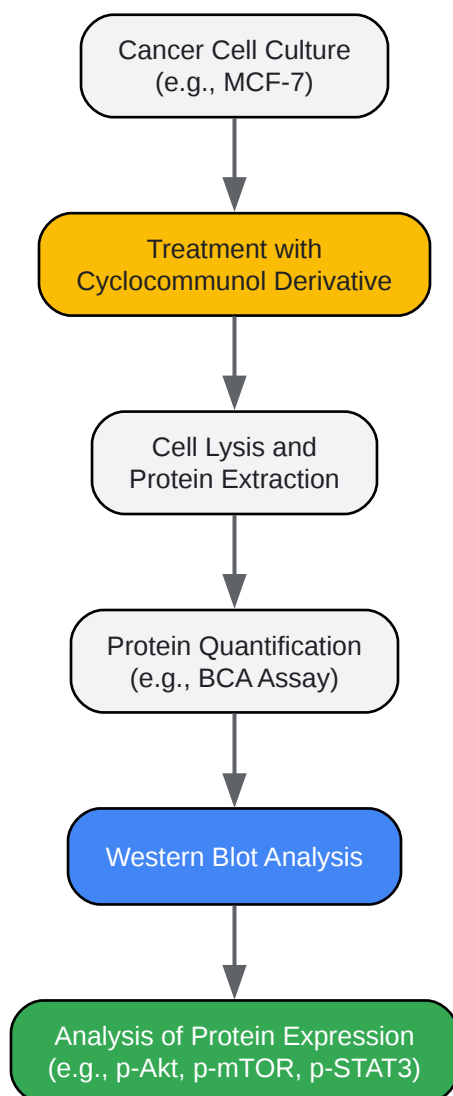 Cancer Cell Culture
(e.g., MCF-7)
Treatment with
Cyclocommunol Derivative
Cell Lysis and
Protein Extraction
Protein Quantification
(e.g., BCA Assay)
Western Blot Analysis
Analysis of Protein Expression
(e.g., p-Akt, p-mTOR, p-STAT3)